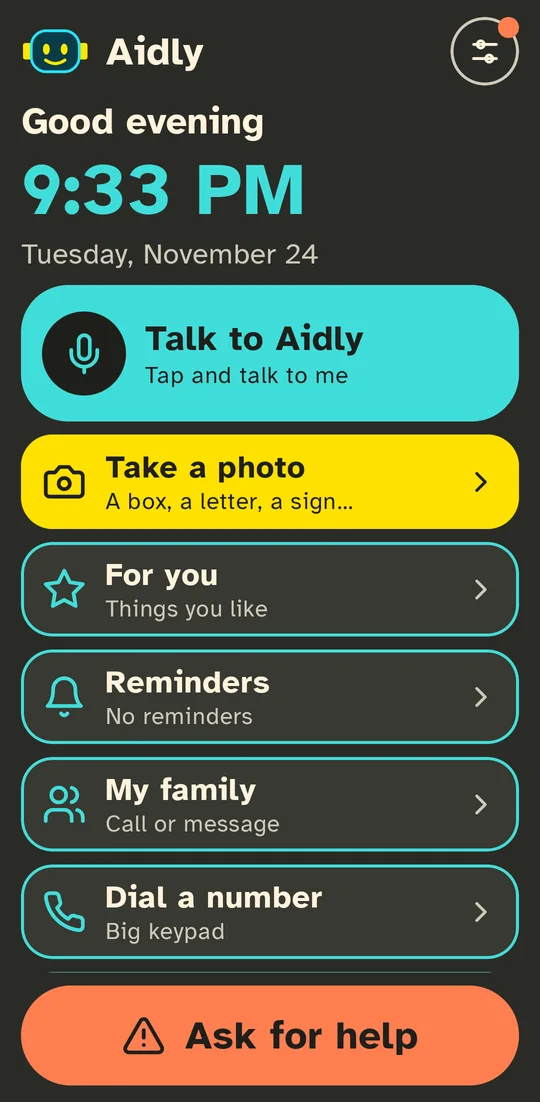 Aidly
Good evening
9:33 PM
Tuesday, November 24
Talk to Aidly
Tap and talk to me
Take a photo
A box, a letter, a sign...
For you
Things you like
Reminders
No reminders
My family
Call or message
Dial a number
Big keypad
Ask for help